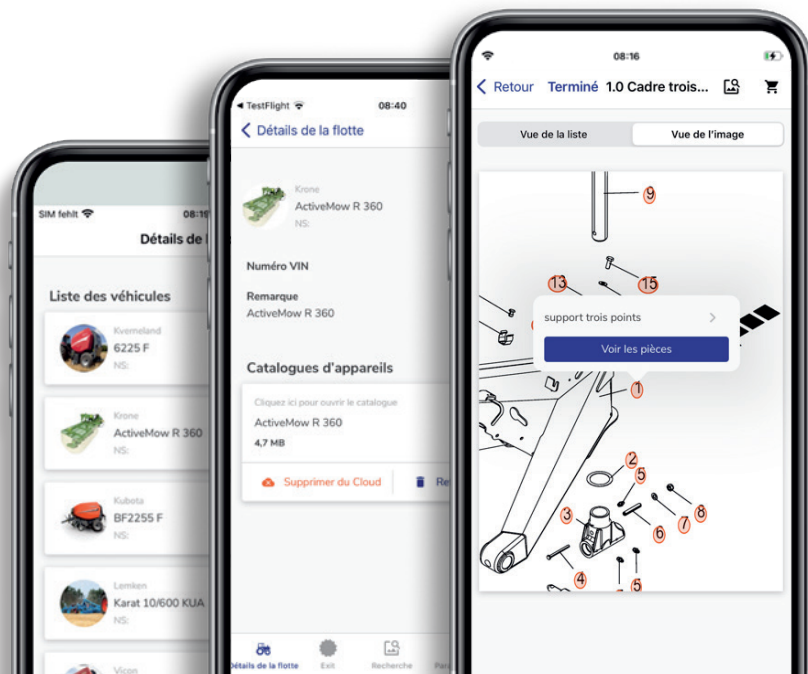 SIM fehlt
08:19
Détails de l
Liste des véhicules
Kverneland
6225 F
NS:
Krone
ActiveMow R 360
NS:
Kubota
BF2255 F
NS:
Lemken
Karat 10/600 KUA
NS:
Vicon
TestFlight
08:40
Détails de la flotte
Krone
ActiveMow R 360
NS:
Numéro VIN
Remarque
ActiveMow R 360
Catalogues d'appareils
Cliquez ici pour ouvrir le catalogue
ActiveMow R 360
4,7 MB
Supprimer du Cloud
Re
Détails de la flotte
Exit
Recherche
Para
08:16
Retour Terminé 1.0 Cadre trois...
Vue de la liste
Vue de l'image
9
15
13
support trois points
Voir les pièces
1
2
5
8
7
3
6
4
5